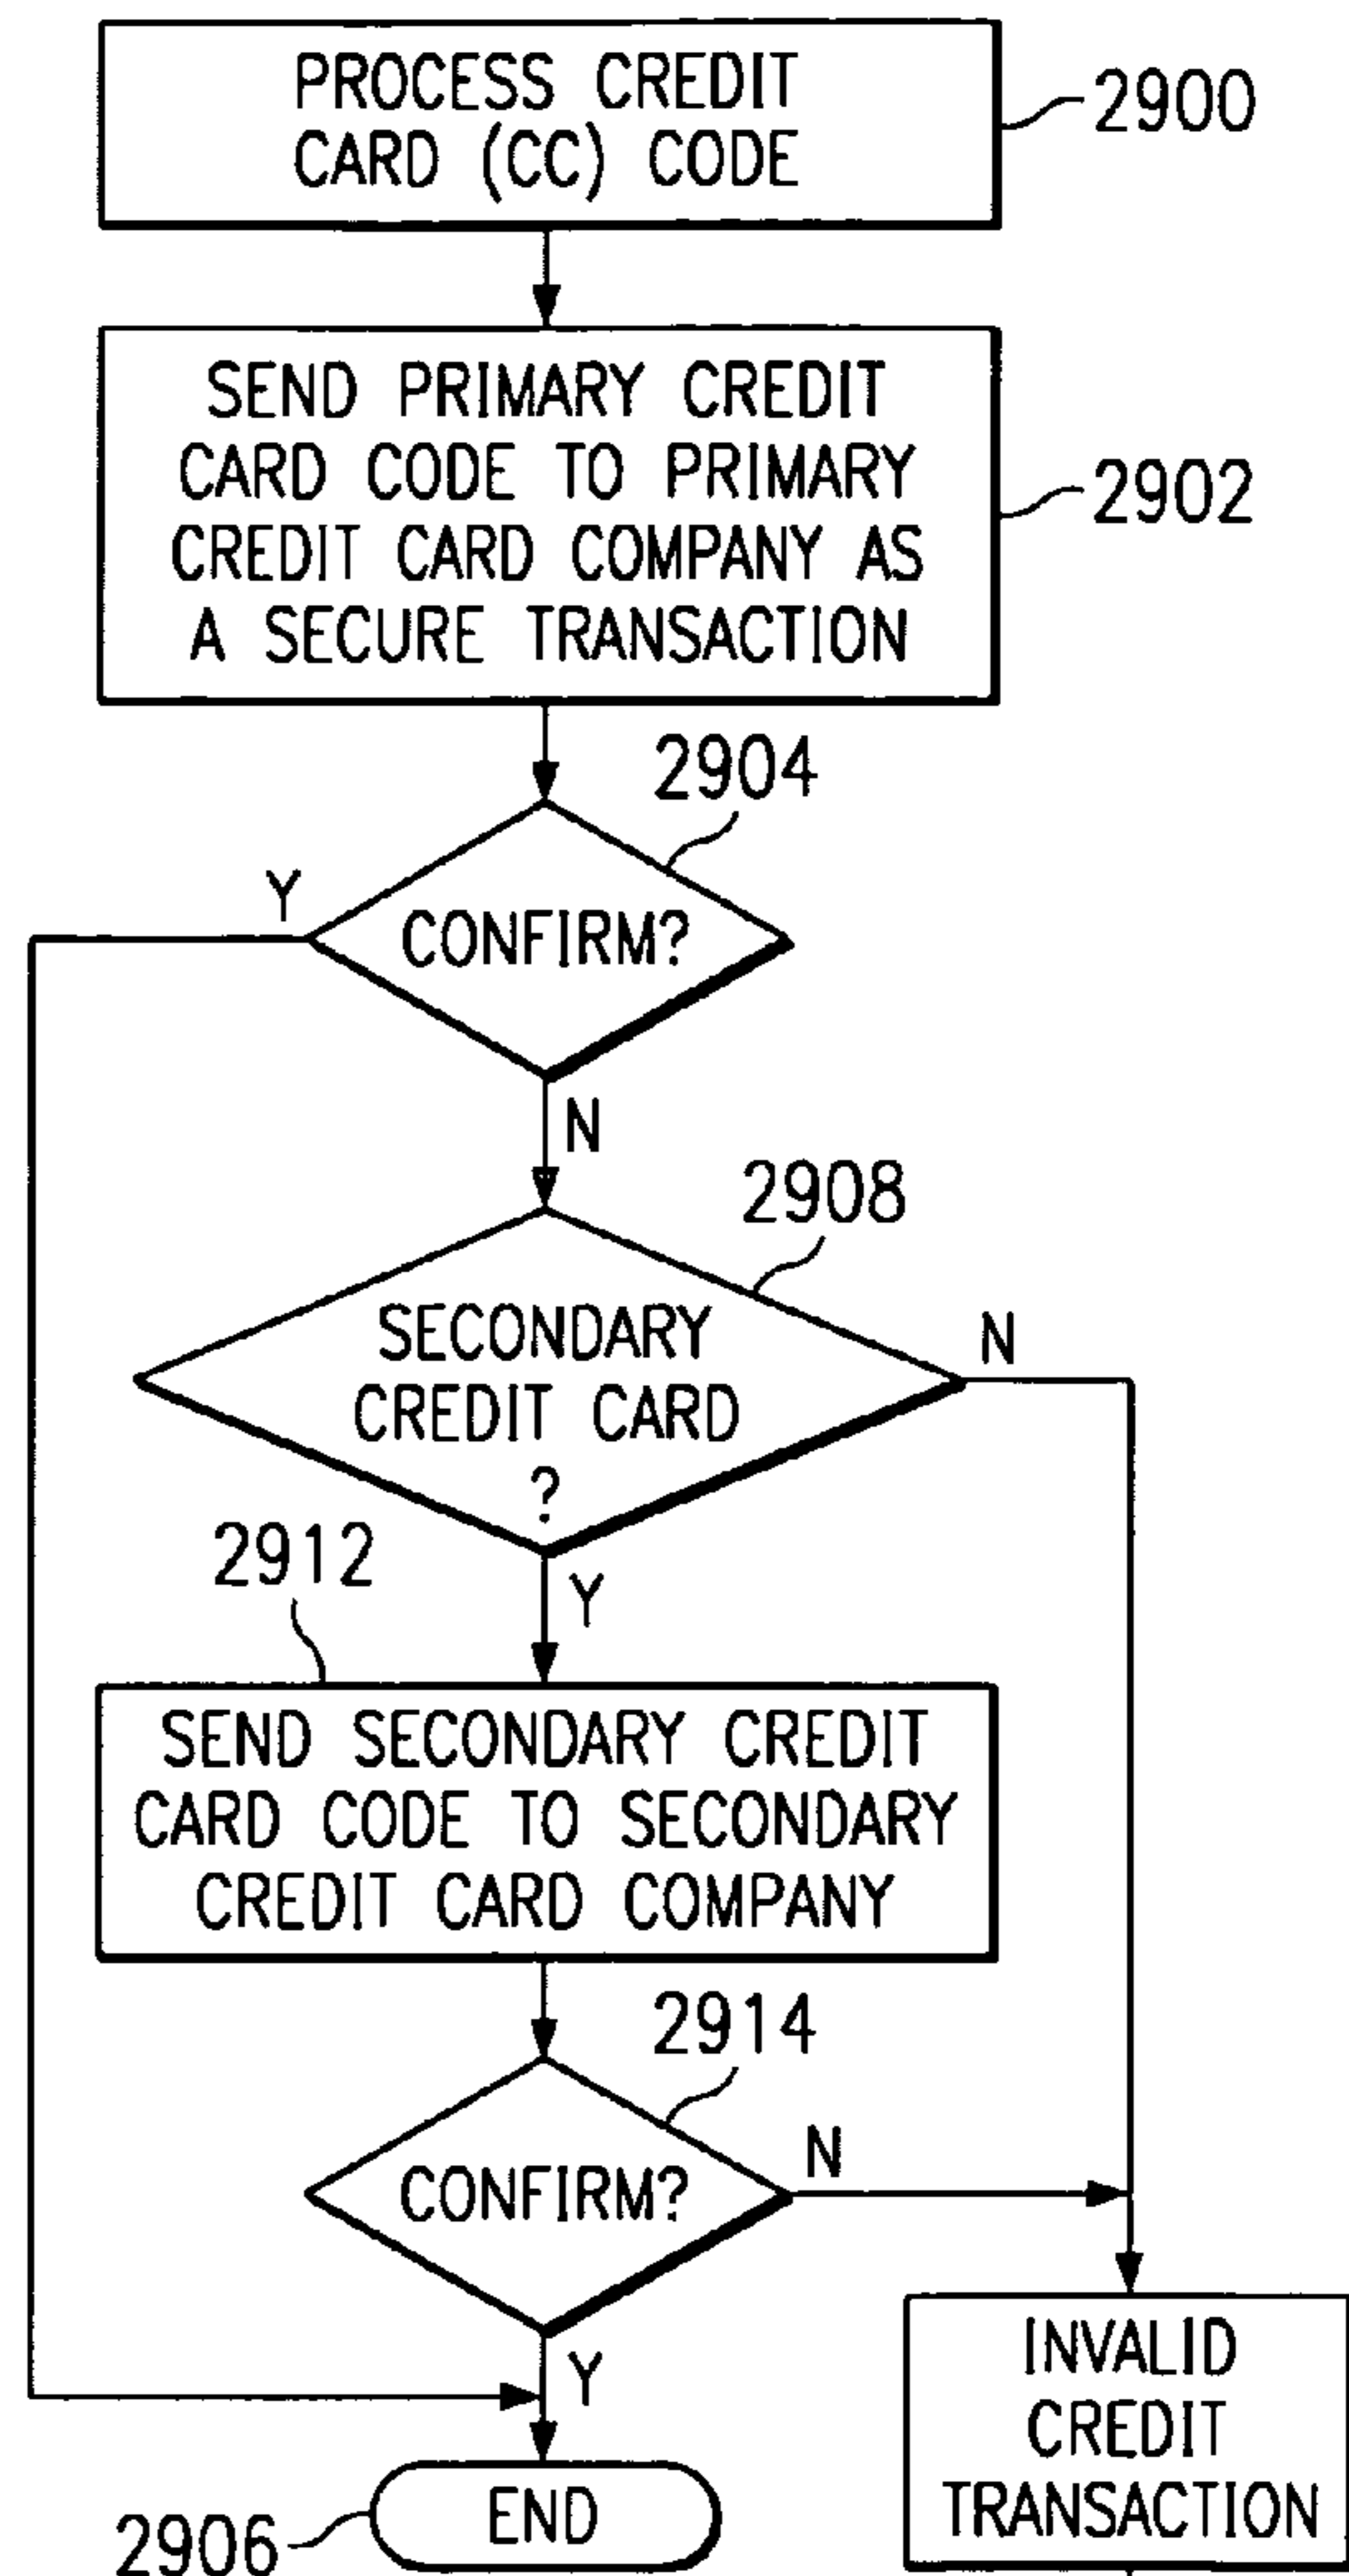 PROCESS CREDIT
CARD (CC) CODE
2900
SEND PRIMARY CREDIT
CARD CODE TO PRIMARY
CREDIT CARD COMPANY AS
A SECURE TRANSACTION
2902
2904
Y
CONFIRM?
N
2908
SECONDARY
CREDIT CARD
?
N
2912
Y
SEND SECONDARY CREDIT
CARD CODE TO SECONDARY
CREDIT CARD COMPANY
2914
CONFIRM?
N
Y
INVALID
CREDIT
TRANSACTION
END
2906